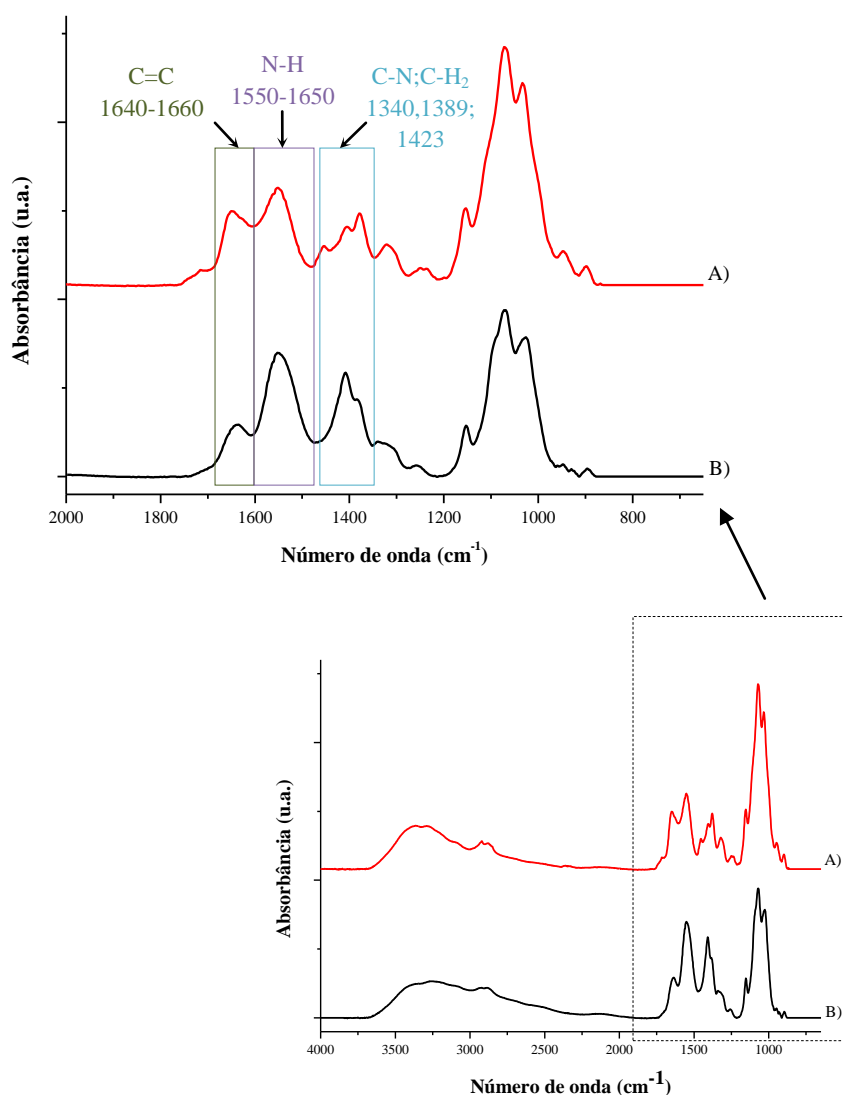 C=C
1640-1660
N-H
1550-1650
C-N;C-H₂
1340,1389;
1423
Absorbância (u.a.)
A)
B)
2000 1800 1600 1400 1200 1000 800
Número de onda (cm⁻¹)
Absorbância (u.a.)
A)
B)
4000 3500 3000 2500 2000 1500 1000
Número de onda (cm⁻¹)